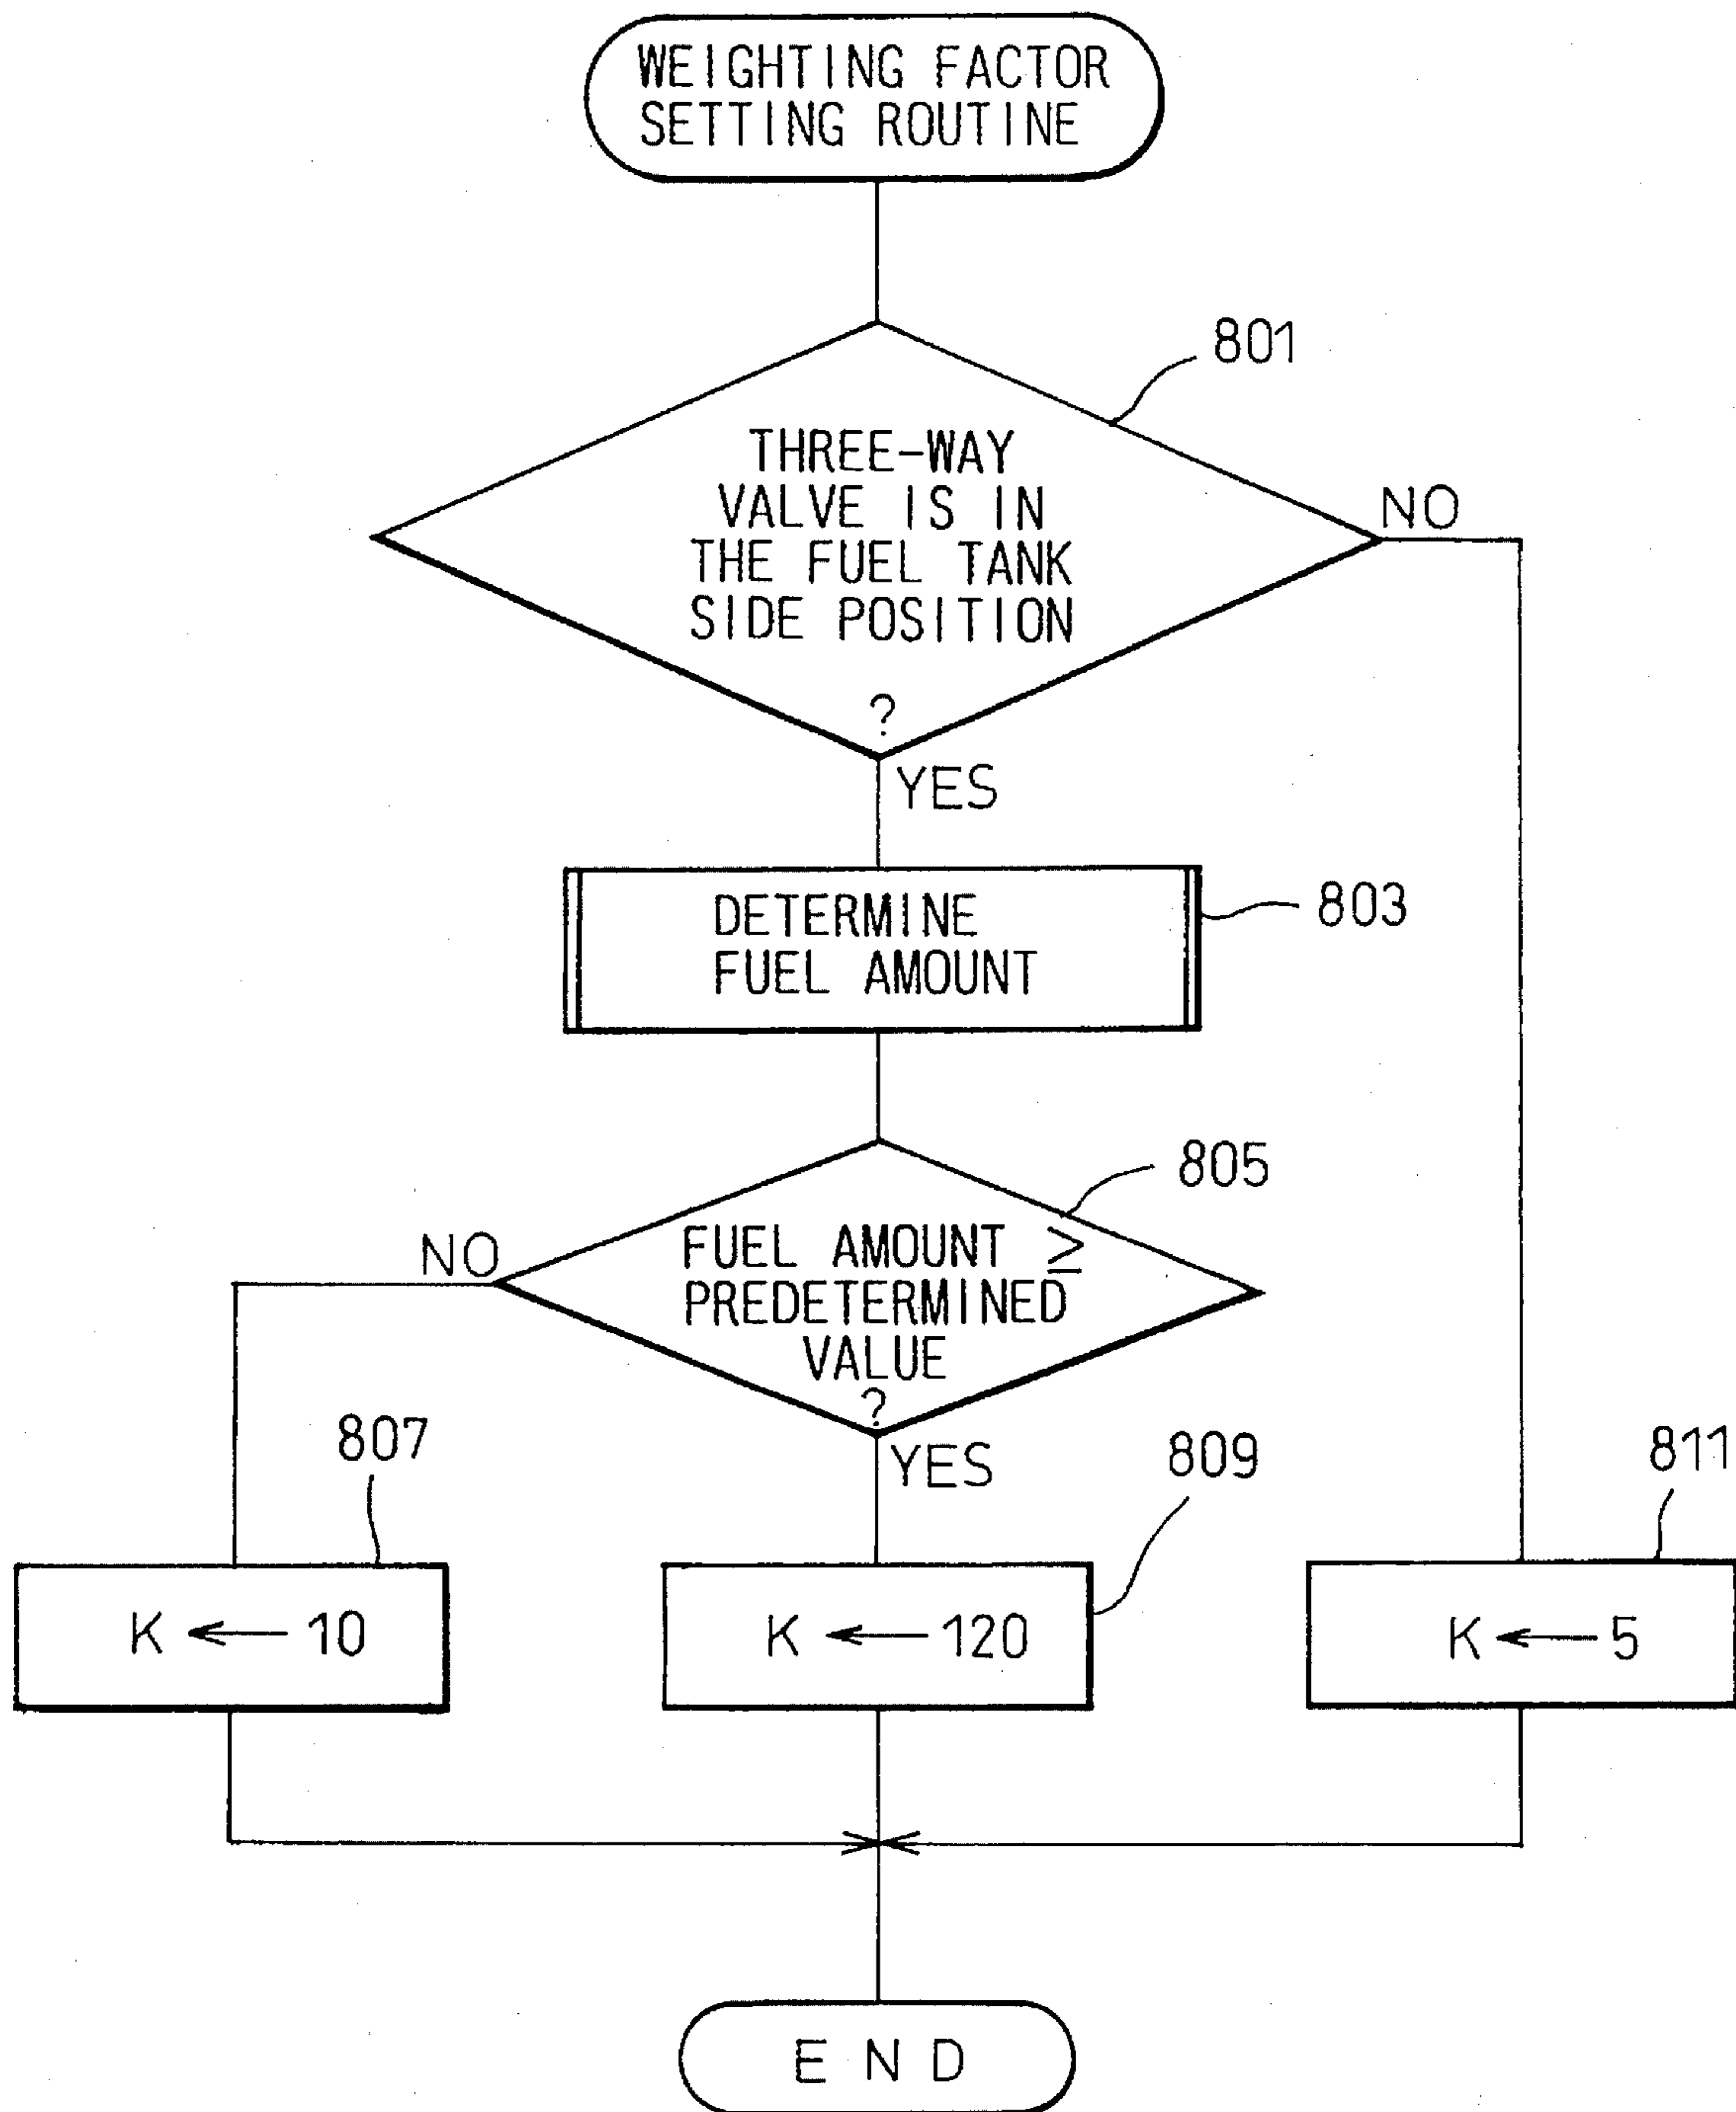 WEIGHTING FACTOR
SETTING ROUTINE
801
THREE-WAY
VALVE IS IN
THE FUEL TANK
SIDE POSITION
?
NO
YES
DETERMINE
FUEL AMOUNT
803
805
NO
FUEL AMOUNT ≥
PREDETERMINED
VALUE
?
YES
807
809
811
K ← 10
K ← 120
K ← 5
END